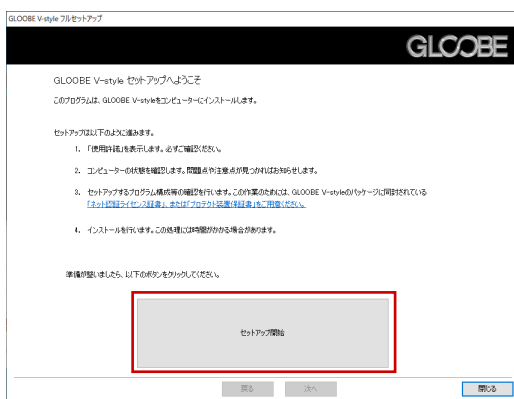 GLOOBE V-style フルセットアップ
GLOOBE
GLOOBE V-style セットアップへようこそ
このプログラムは、GLOOBE V-styleをコンピューターにインストールします。
セットアップは以下のように進みます。
1. 「使用許諾」を表示します。必ずご確認ください。
2. コンピューターの状態を確認します。問題点や注意点が見つかればお知らせします。
3. セットアップするプログラム構成等の確認を行います。この作業のためには、GLOOBE V-styleのパッケージに同封されている
「ネット認証ライセンス証書」、または「プロテクト装置保証書」をご用意ください。
4. インストールを行います。この処理には時間がかかる場合があります。
準備が整いましたら、以下のボタンをクリックしてください。
セットアップ開始
戻る 次へ 閉じる